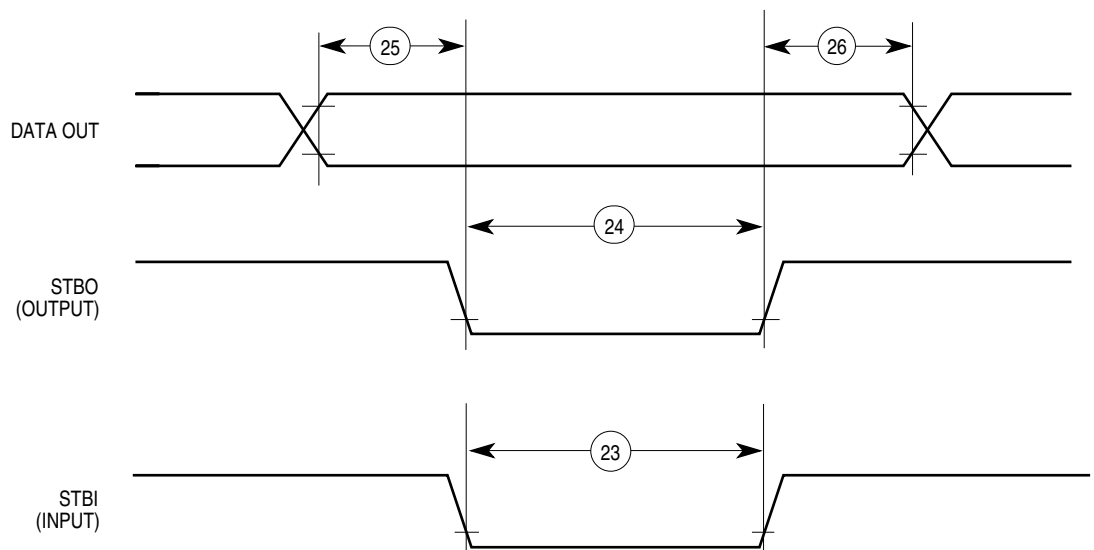 25
26
DATA OUT
24
STBO
(OUTPUT)
23
STBI
(INPUT)